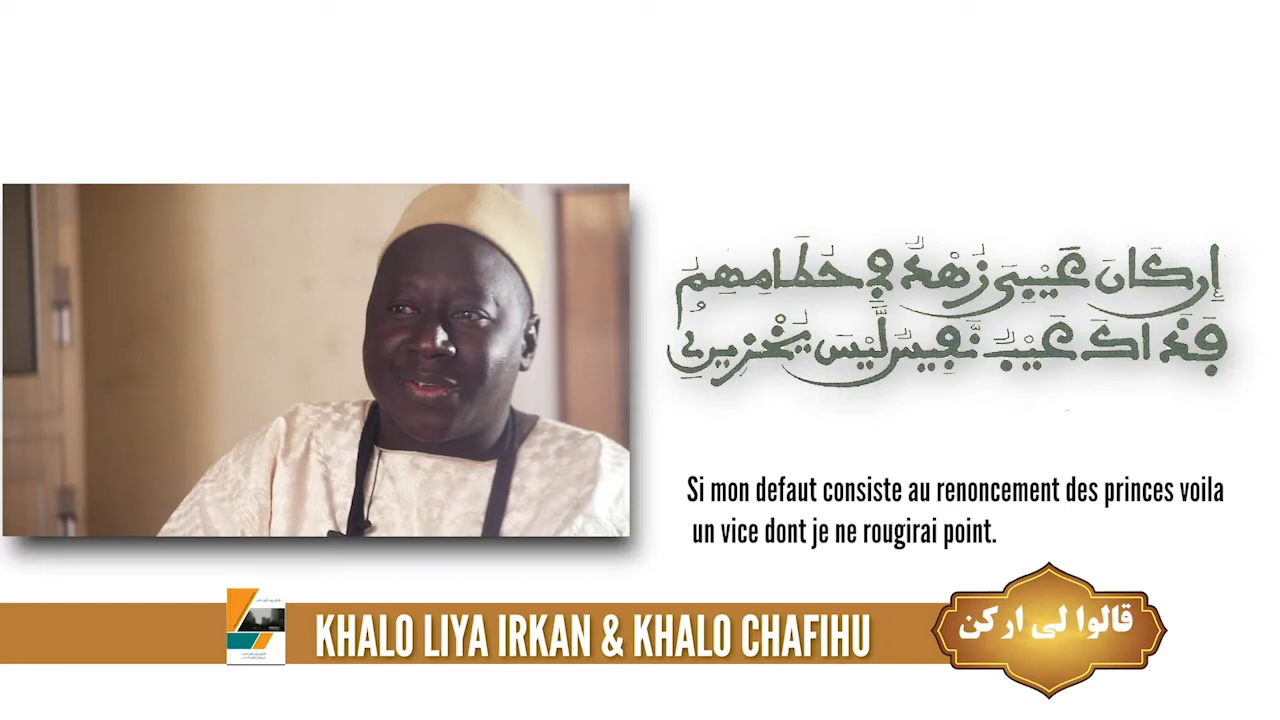 إِن كَانَ عَيْبِيَ زُهْدٌ فِي حُطَامِهِمُ
فَذَاكَ عَيْبٌ نَفِيسٌ لَّيْسَ يُخْزِينِي
Si mon defaut consiste au renoncement des princes voila
un vice dont je ne rougirai point.
KHALO LIYA IRKAN & KHALO CHAFIHU
قالوا لي اركن